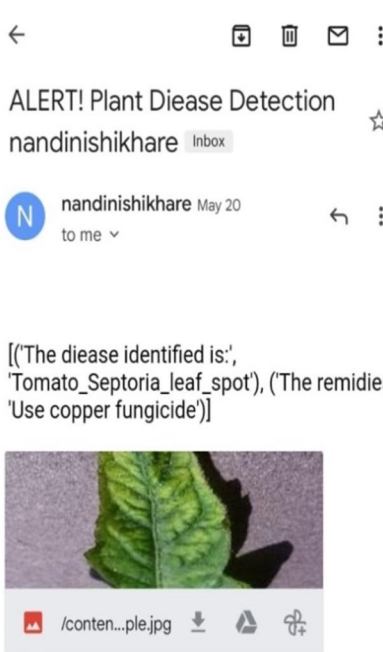 ALERT! Plant Diease Detection
nandinishikhare Inbox
N
nandinishikhare May 20
to me
[('The diease identified is:',
'Tomato_Septoria_leaf_spot'), ('The remidie
'Use copper fungicide')]
/conten...ple.jpg